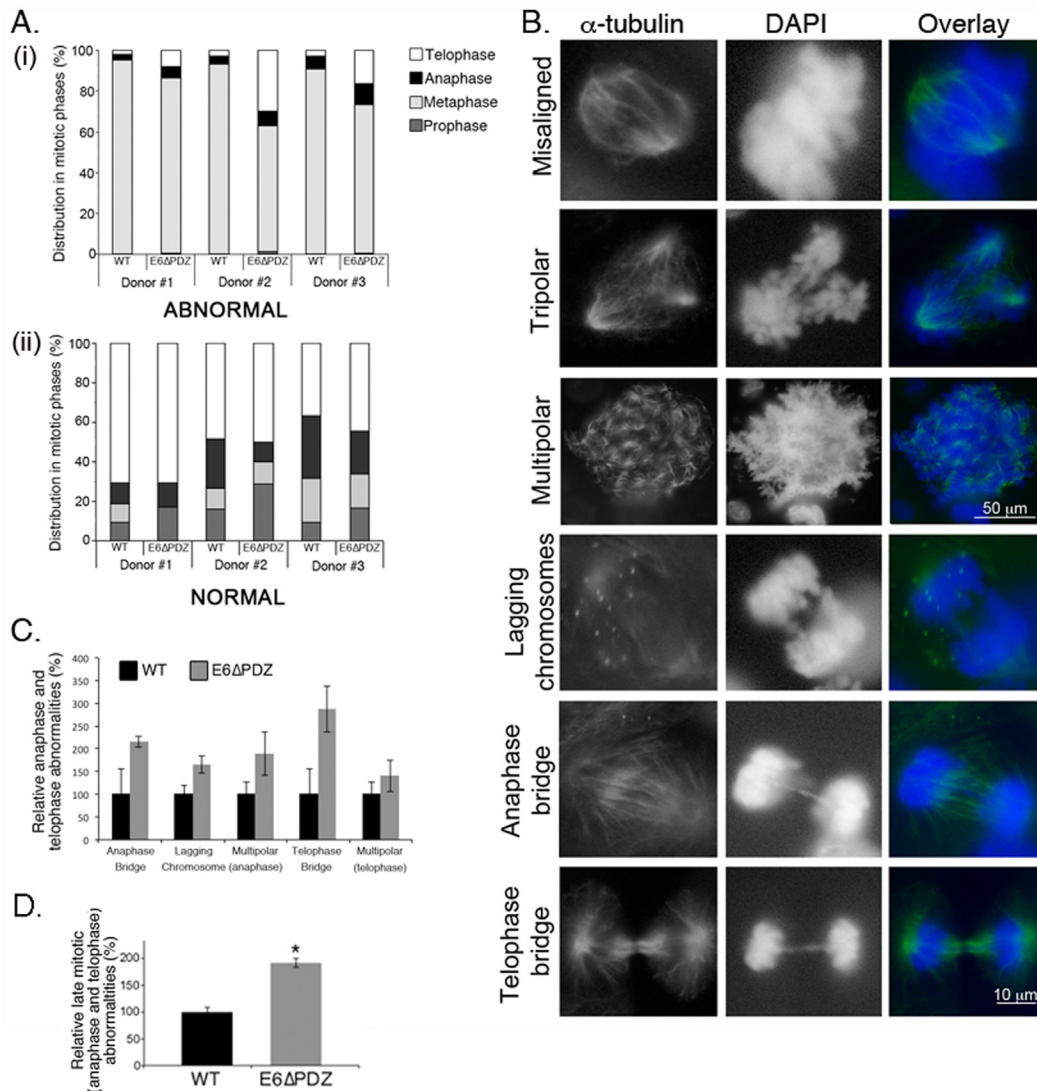 A.
(i)
Distribution in mitotic phases (%)
100
80
60
40
20
0
Telophase
Anaphase
Metaphase
Prophase
WT E6ΔPDZ WT E6ΔPDZ WT E6ΔPDZ
Donor #1 Donor #2 Donor #3
ABNORMAL
(ii)
Distribution in mitotic phases (%)
100
80
60
40
20
0
WT E6ΔPDZ WT E6ΔPDZ WT E6ΔPDZ
Donor #1 Donor #2 Donor #3
NORMAL
C.
Relative anaphase and
telophase abnormalities (%)
400
350
300
250
200
150
100
50
0
WT E6ΔPDZ
Anaphase Lagging Multipolar Telophase Multipolar
Bridge Chromosome (anaphase) Bridge (telophase)
D.
Relative late mitotic
(anaphase and telophase)
abnormaltities (%)
200
150
100
50
0
*
WT E6ΔPDZ
B.
α-tubulin DAPI Overlay
Misaligned
Tripolar
Multipolar
50 μm
Lagging
chromosomes
Anaphase
bridge
Telophase
bridge
10 μm